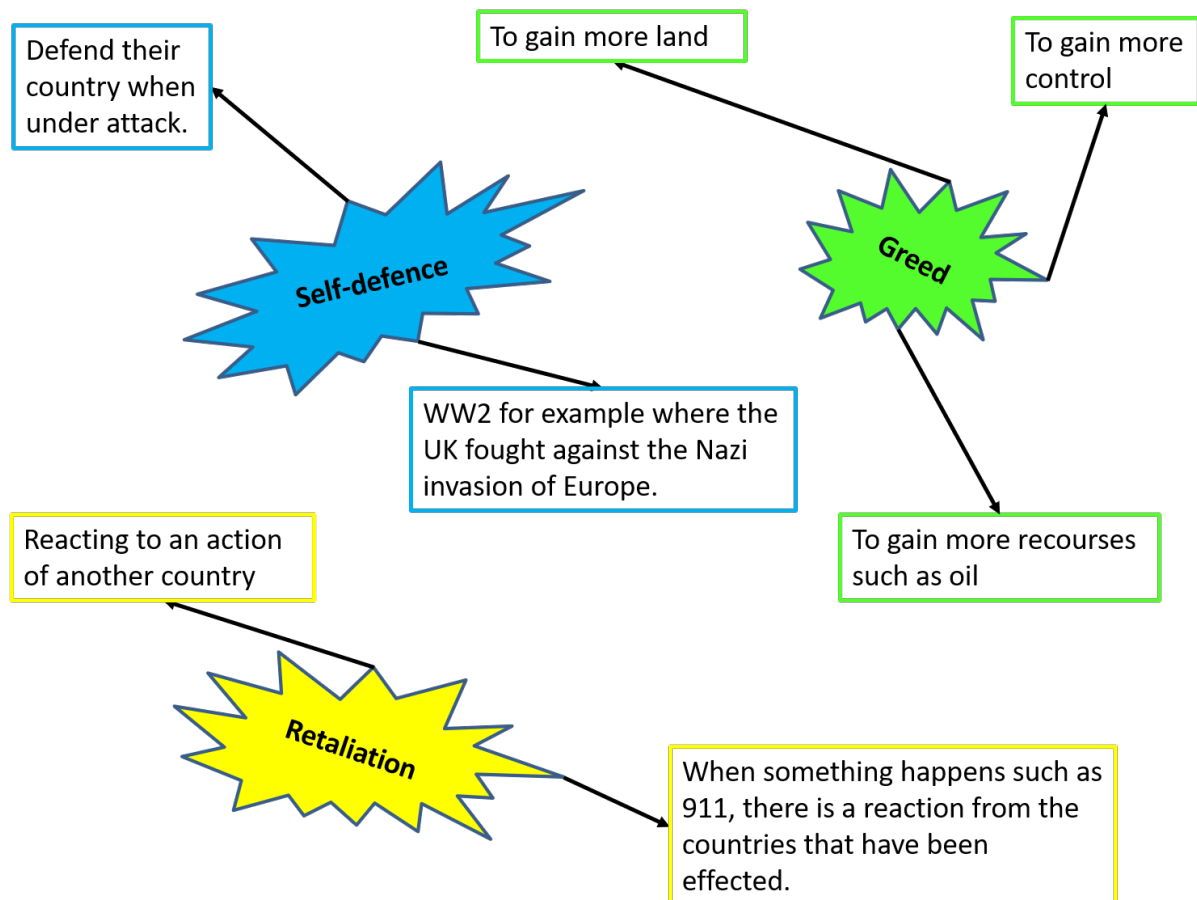 Defend their
country when
under attack.
To gain more land
To gain more
control
Self-defence
Greed
WW2 for example where the
UK fought against the Nazi
invasion of Europe.
Reacting to an action
of another country
To gain more recourses
such as oil
Retaliation
When something happens such as
911, there is a reaction from the
countries that have been
effected.